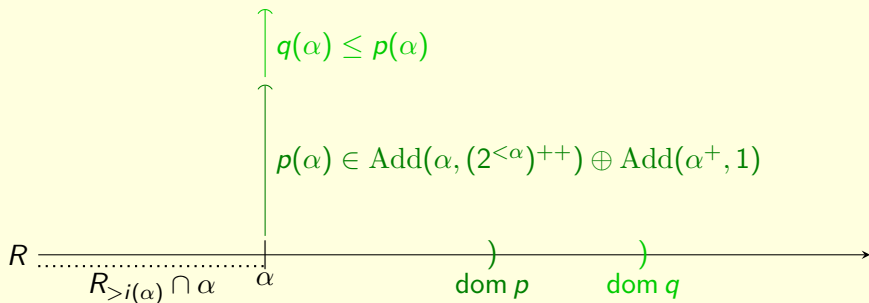 q(α) ≤ p(α)
p(α) ∈ Add(α, (2^{<α})^{++}) ⊕ Add(α^+, 1)
R
α
R_{>i(α)} ∩ α
dom p
dom q